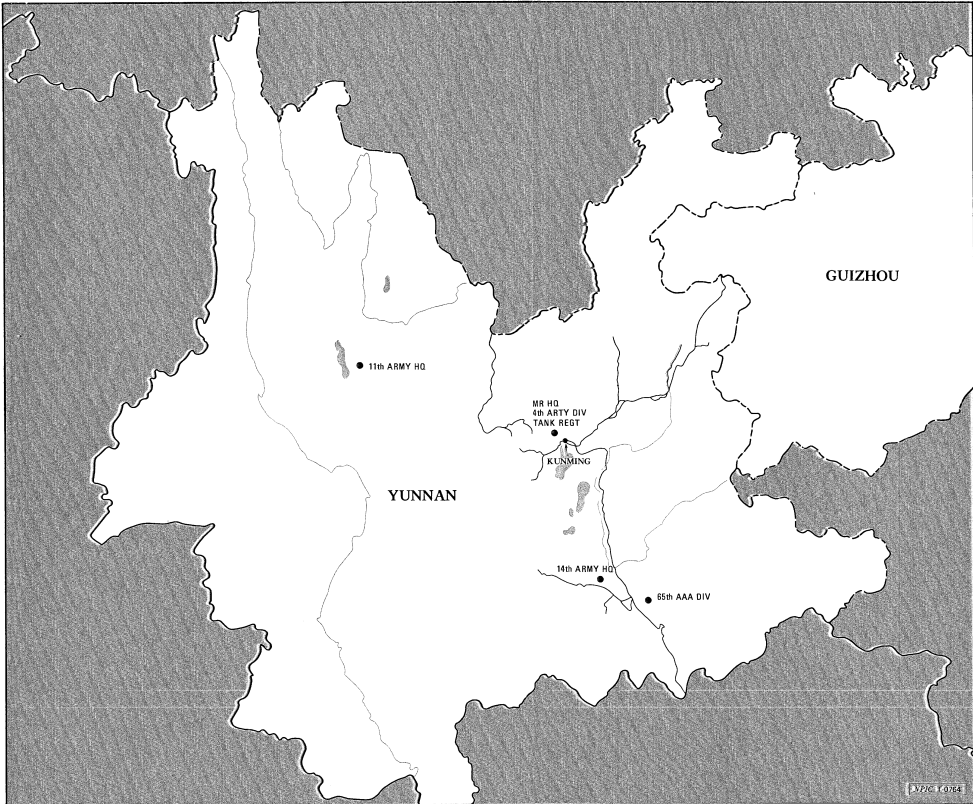 GUIZHOU
11th ARMY HQ
MR HQ
4th ARTY DIV
TANK REGT
KUNMING
YUNNAN
14th ARMY HQ
65th AAA DIV